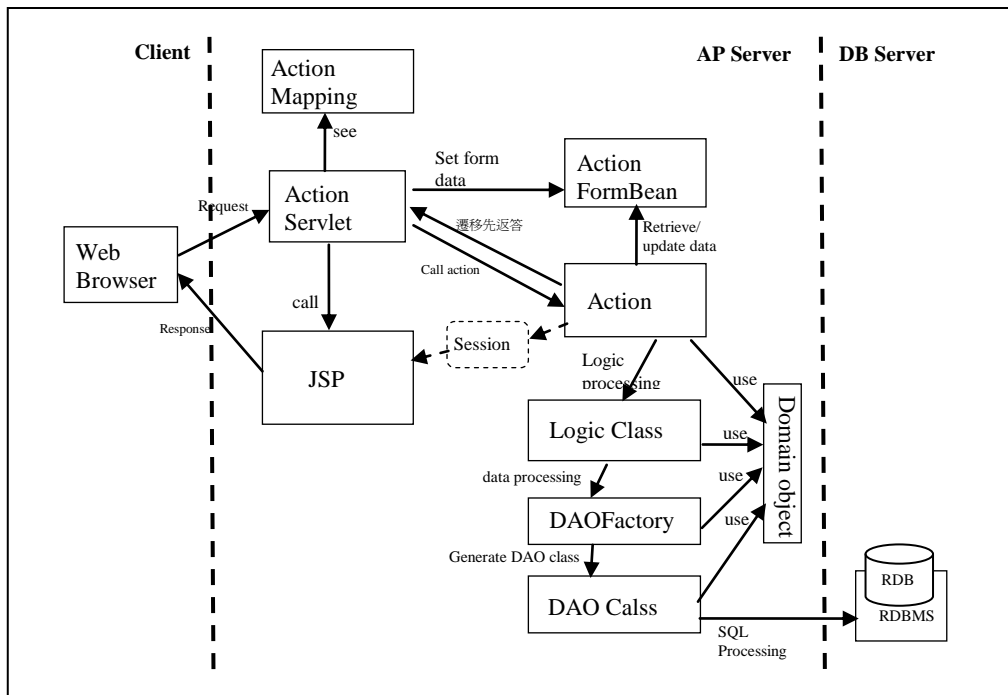 Client
AP Server
DB Server
Action
Mapping
see
Set form
data
Action
FormBean
Action
Servlet
Request
遷移先返答
Retrieve/
update data
Web
Browser
Call action
call
Action
Response
Session
JSP
Logic
processing
use
Logic Class
use
Domain object
data processing
use
DAOFactory
use
Generate DAO class
DAO Calss
RDB
RDBMS
SQL
Processing